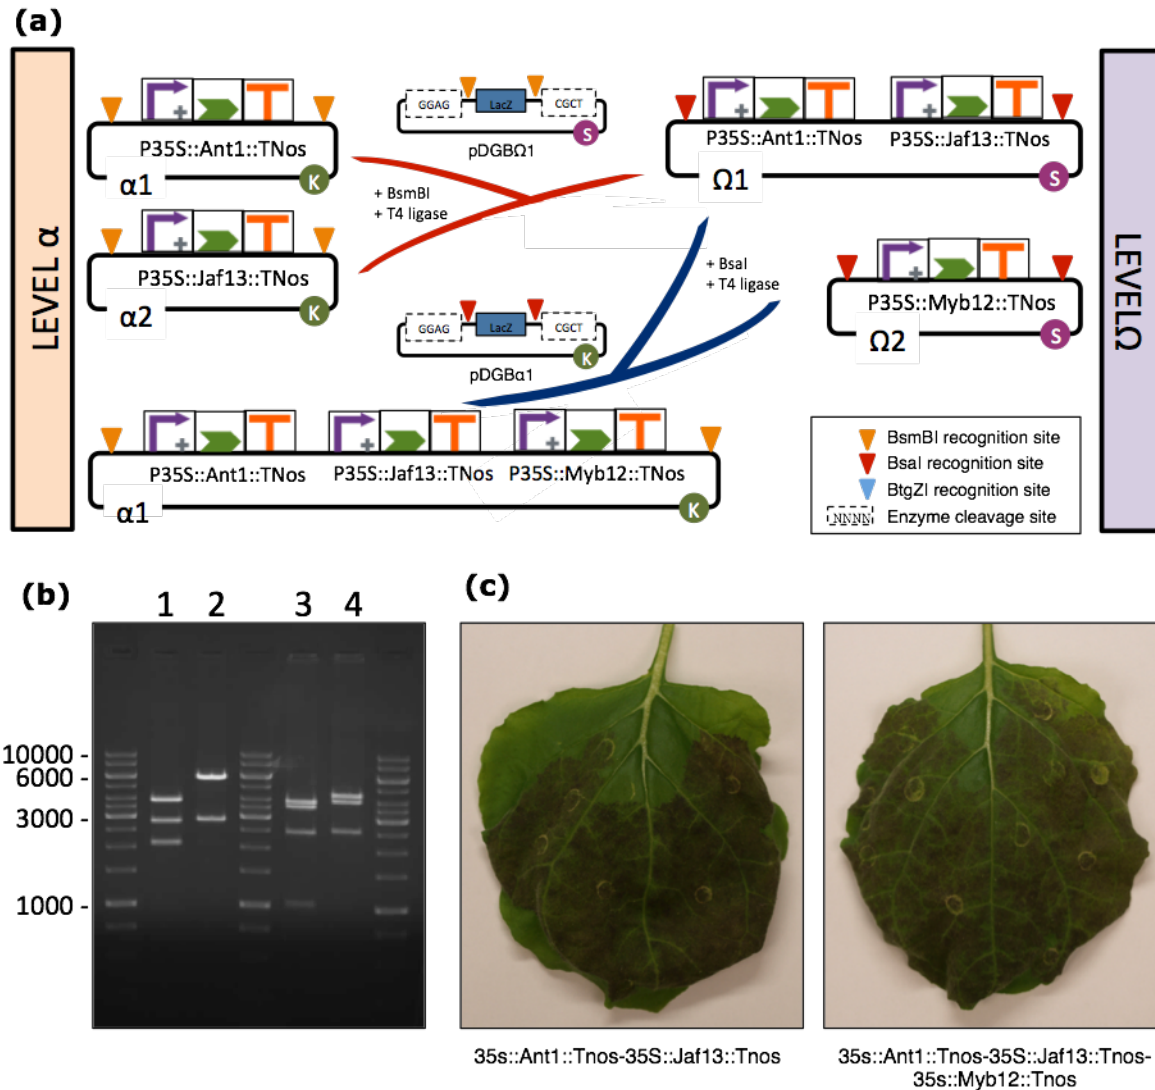 (a)
LEVEL α
P35S::Ant1::TNos
α1
K
GGAG
LacZ
CGCT
S
pDGBΩ1
+ BsmBI
+ T4 ligase
P35S::Ant1::TNos
P35S::Jaf13::TNos
Ω1
S
P35S::Jaf13::TNos
α2
K
+ BsaI
+ T4 ligase
P35S::Myb12::TNos
Ω2
S
LEVELΩ
GGAG
LacZ
CGCT
K
pDGBα1
P35S::Ant1::TNos
P35S::Jaf13::TNos
P35S::Myb12::TNos
α1
K
BsmBI recognition site
BsaI recognition site
BtgZI recognition site
NNNN Enzyme cleavage site
(b)
1 2 3 4
10000 -
6000 -
3000 -
1000 -
(c)
35s::Ant1::Tnos-35S::Jaf13::Tnos
35s::Ant1::Tnos-35S::Jaf13::Tnos-
35s::Myb12::Tnos